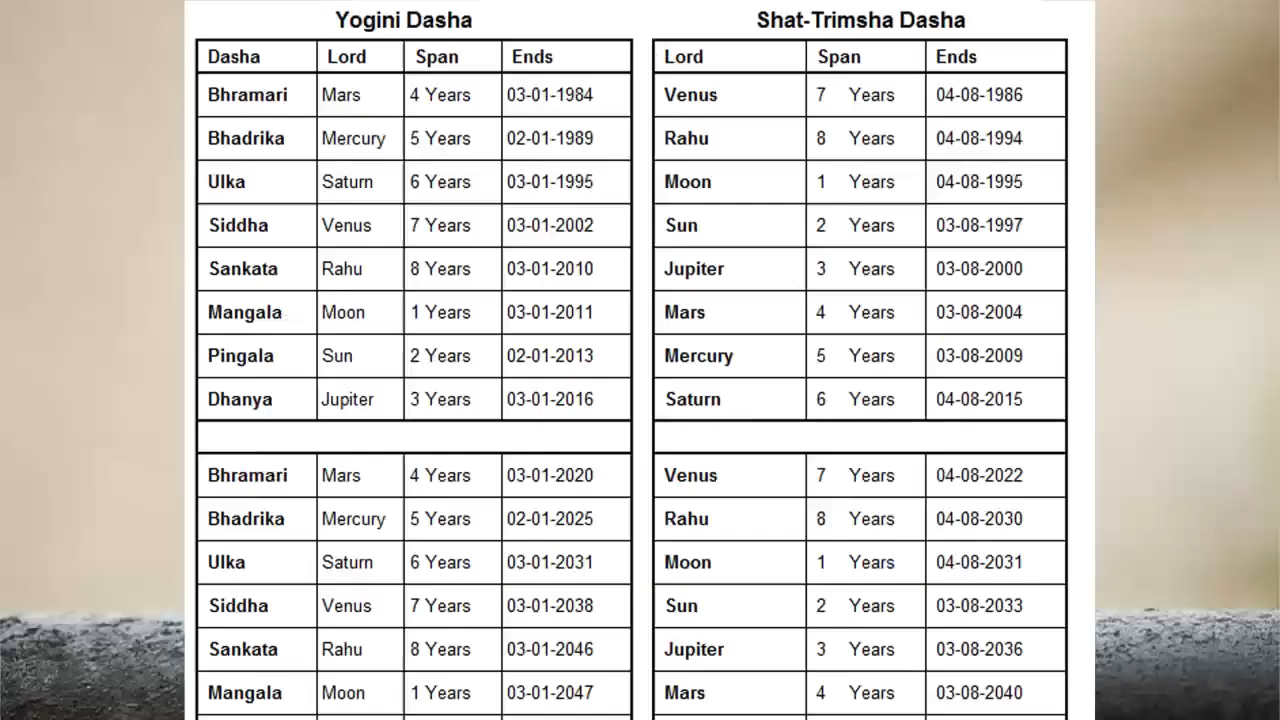 Yogini Dasha
Dasha Lord Span Ends
Bhramari Mars 4 Years 03-01-1984
Bhadrika Mercury 5 Years 02-01-1989
Ulka Saturn 6 Years 03-01-1995
Siddha Venus 7 Years 03-01-2002
Sankata Rahu 8 Years 03-01-2010
Mangala Moon 1 Years 03-01-2011
Pingala Sun 2 Years 02-01-2013
Dhanya Jupiter 3 Years 03-01-2016
Bhramari Mars 4 Years 03-01-2020
Bhadrika Mercury 5 Years 02-01-2025
Ulka Saturn 6 Years 03-01-2031
Siddha Venus 7 Years 03-01-2038
Sankata Rahu 8 Years 03-01-2046
Mangala Moon 1 Years 03-01-2047
Shat-Trimsha Dasha
Lord Span Ends
Venus 7 Years 04-08-1986
Rahu 8 Years 04-08-1994
Moon 1 Years 04-08-1995
Sun 2 Years 03-08-1997
Jupiter 3 Years 03-08-2000
Mars 4 Years 03-08-2004
Mercury 5 Years 03-08-2009
Saturn 6 Years 04-08-2015
Venus 7 Years 04-08-2022
Rahu 8 Years 04-08-2030
Moon 1 Years 04-08-2031
Sun 2 Years 03-08-2033
Jupiter 3 Years 03-08-2036
Mars 4 Years 03-08-2040